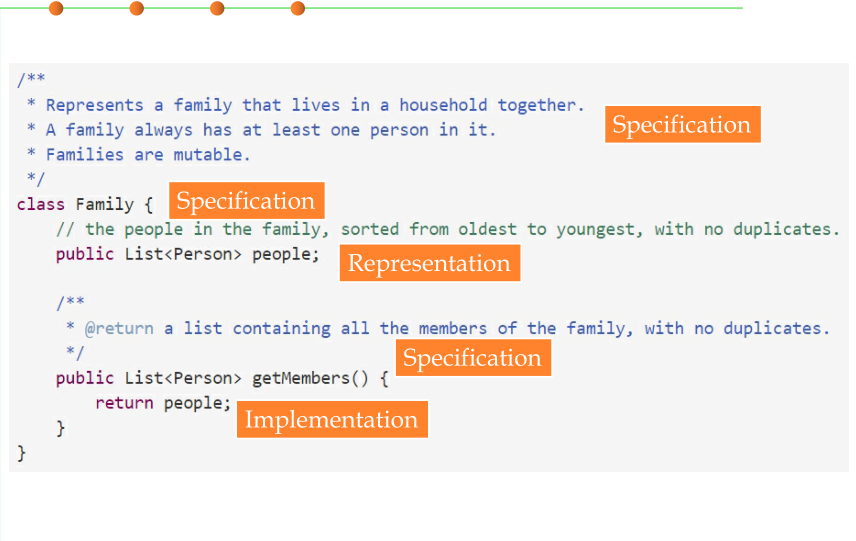 /**
* Represents a family that lives in a household together.
Specification
* A family always has at least one person in it.
* Families are mutable.
*/
class Family {
Specification
// the people in the family, sorted from oldest to youngest, with no duplicates.
public List<Person> people;
Representation
/**
* @return a list containing all the members of the family, with no duplicates.
*/
Specification
public List<Person> getMembers() {
return people;
Implementation
}
}